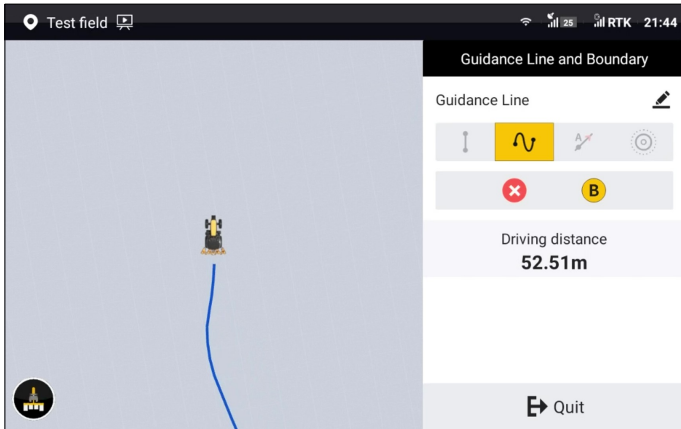 Test field
25
RTK
21:44
Guidance Line and Boundary
Guidance Line
A
B
Driving distance
52.51m
Quit